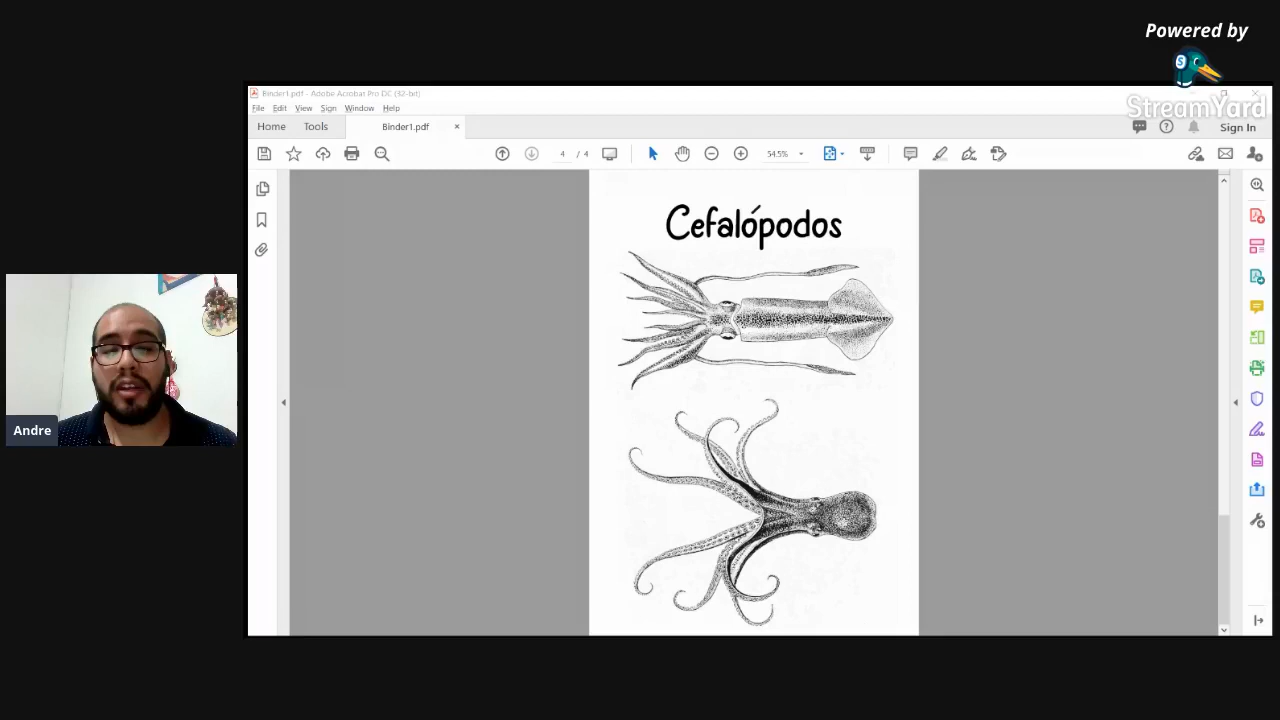 Powered by
StreamYard
Binder1.pdf - Adobe Acrobat Pro DC (32-bit)
File Edit View Sign Window Help
Home Tools Binder1.pdf × Sign In
4 / 4 54.5%
Cefalópodos
Andre